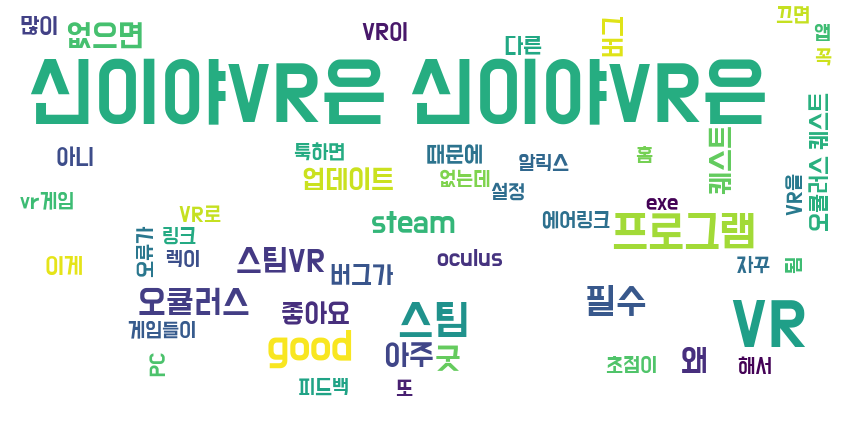 많이
없으면
VR이
다른
버그
끄면
앱
꼭
신이야VR은 신이야VR은
아니
툭하면
업데이트
때문에
없는데
알릭스
설정
홈
퀘스트
VR을
오큘러스 퀘스트
vr게임
VR로
링크
오류가
렉이
이게
steam
스팀VR
버그가
oculus
exe
에어링크
프로그램
자꾸
됨
오큘러스
좋아요
게임들이
스팀
필수
VR
good
아주
굿
PC
피드백
또
초점이
왜
해서